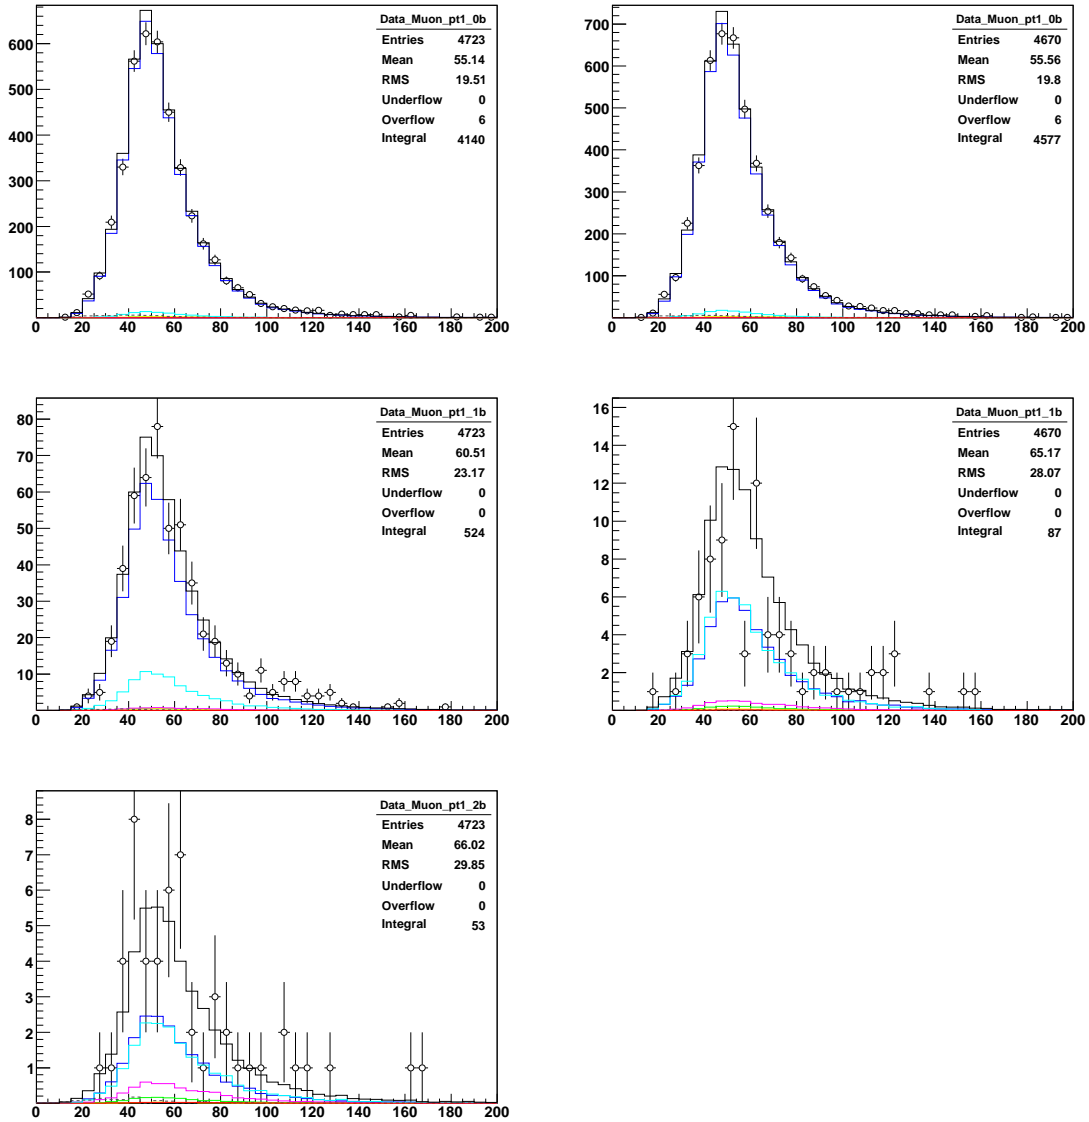 Data_Muon_pt1_0b
Entries 4723
Mean 55.14
RMS 19.51
Underflow 0
Overflow 6
Integral 4140
600
500
400
300
200
100
0 20 40 60 80 100 120 140 160 180 200
Data_Muon_pt1_0b
Entries 4670
Mean 55.56
RMS 19.8
Underflow 0
Overflow 6
Integral 4577
700
600
500
400
300
200
100
0 20 40 60 80 100 120 140 160 180 200
Data_Muon_pt1_1b
Entries 4723
Mean 60.51
RMS 23.17
Underflow 0
Overflow 0
Integral 524
80
70
60
50
40
30
20
10
0 20 40 60 80 100 120 140 160 180 200
Data_Muon_pt1_1b
Entries 4670
Mean 65.17
RMS 28.07
Underflow 0
Overflow 0
Integral 87
16
14
12
10
8
6
4
2
0 20 40 60 80 100 120 140 160 180 200
Data_Muon_pt1_2b
Entries 4723
Mean 66.02
RMS 29.85
Underflow 0
Overflow 0
Integral 53
8
7
6
5
4
3
2
1
0
0 20 40 60 80 100 120 140 160 180 200